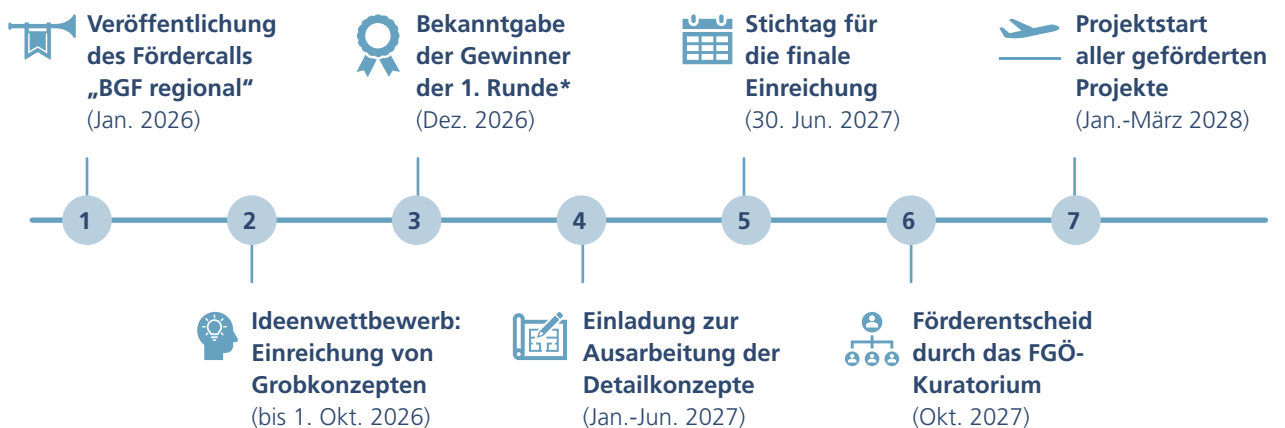 Veröffentlichung
des Fördercalls
„BGF regional“
(Jan. 2026)
Bekanntgabe
der Gewinner
der 1. Runde*
(Dez. 2026)
Stichtag für
die finale
Einreichung
(30. Jun. 2027)
Projektstart
aller geförderten
Projekte
(Jan.-März 2028)
1
2
3
4
5
6
7
Ideenwettbewerb:
Einreichung von
Grobkonzepten
(bis 1. Okt. 2026)
Einladung zur
Ausarbeitung der
Detailkonzepte
(Jan.-Jun. 2027)
Förderentscheid
durch das FGÖ-
Kuratorium
(Okt. 2027)